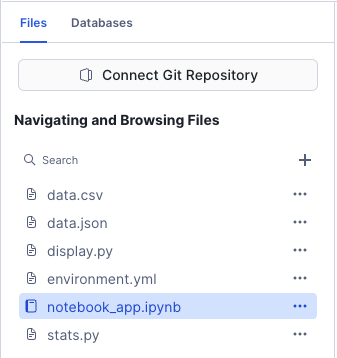 Files Databases
Connect Git Repository
Navigating and Browsing Files
Search
data.csv
data.json
display.py
environment.yml
notebook_app.ipynb
stats.py